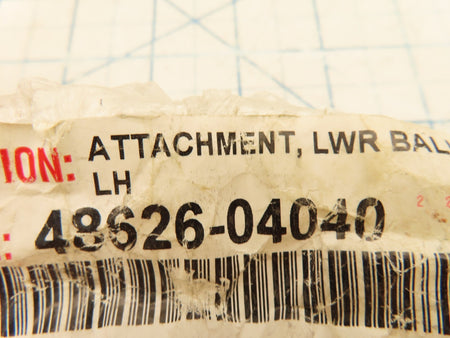 ION: ATTACHMENT, LWR BAL
LH
: 48626-04040